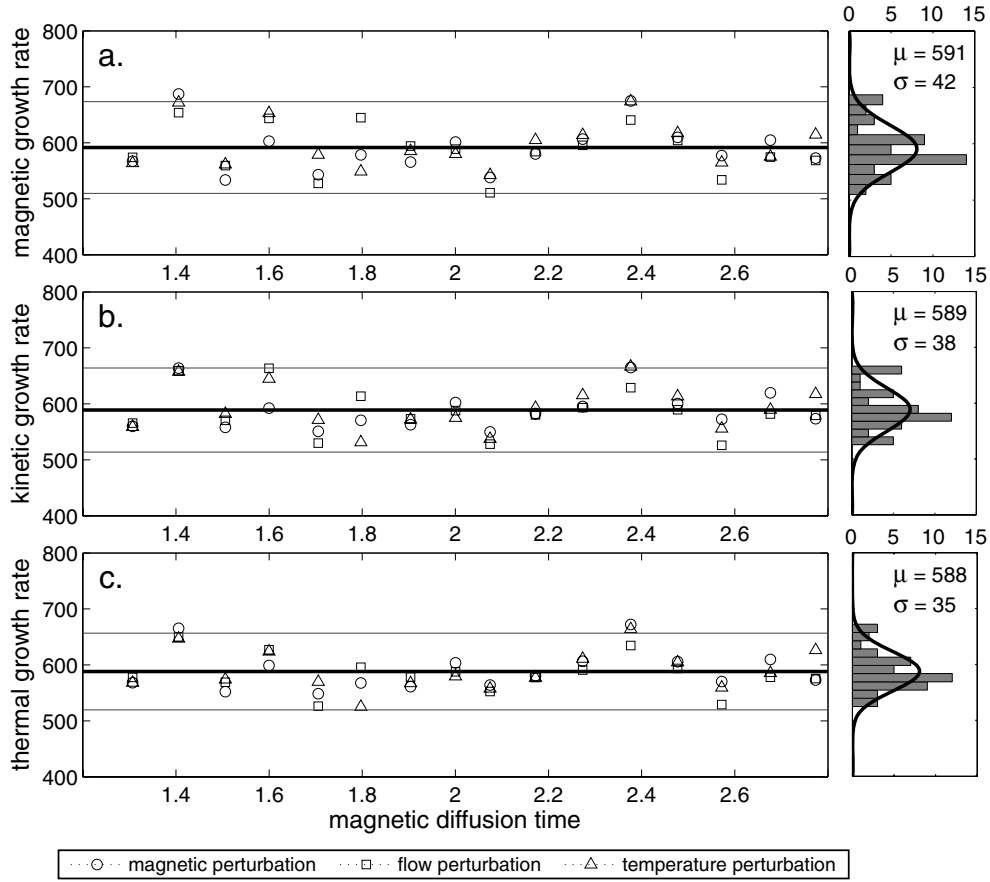 0 5 10 15
800
700
600
500
400
magnetic growth rate
a.
μ = 591
σ = 42
1.4 1.6 1.8 2 2.2 2.4 2.6
0 5 10 15
800
700
600
500
400
kinetic growth rate
b.
μ = 589
σ = 38
1.4 1.6 1.8 2 2.2 2.4 2.6
0 5 10 15
800
700
600
500
400
thermal growth rate
c.
μ = 588
σ = 35
1.4 1.6 1.8 2 2.2 2.4 2.6
0 5 10 15
magnetic diffusion time
magnetic perturbation flow perturbation temperature perturbation